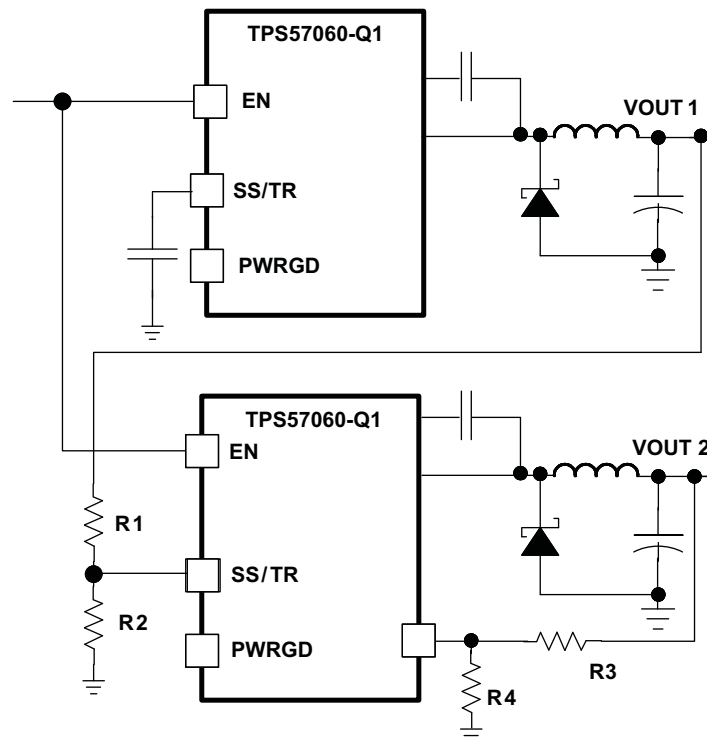 TPS57060-Q1
EN
VOUT 1
SS/TR
PWRGD
TPS57060-Q1
EN
VOUT 2
R1
SS/TR
R2
PWRGD
R3
R4